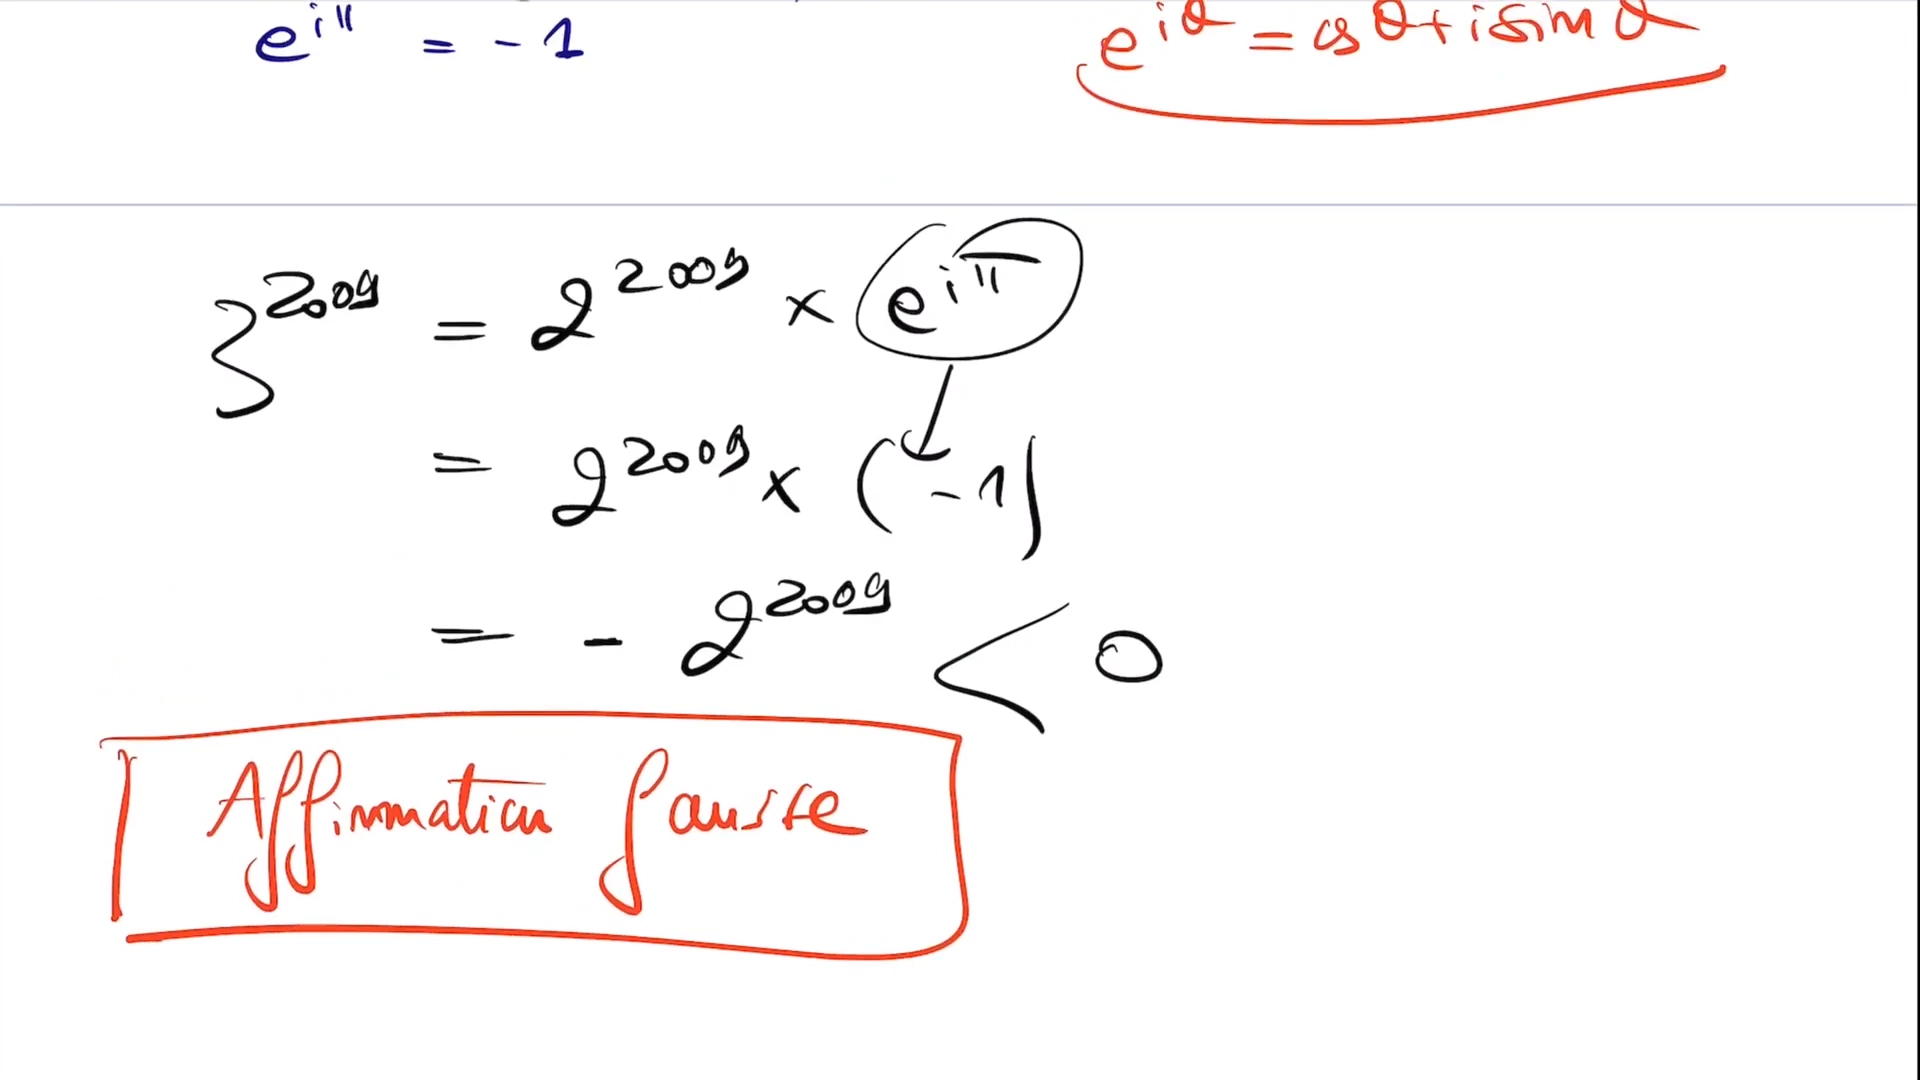 e^{iπ} = -1
e^{iθ} = cos θ + i sin θ
z^{2009} = 2^{2009} × e^{iπ}
= 2^{2009} × (-1)
= - 2^{2009} < 0
Affirmation fausse